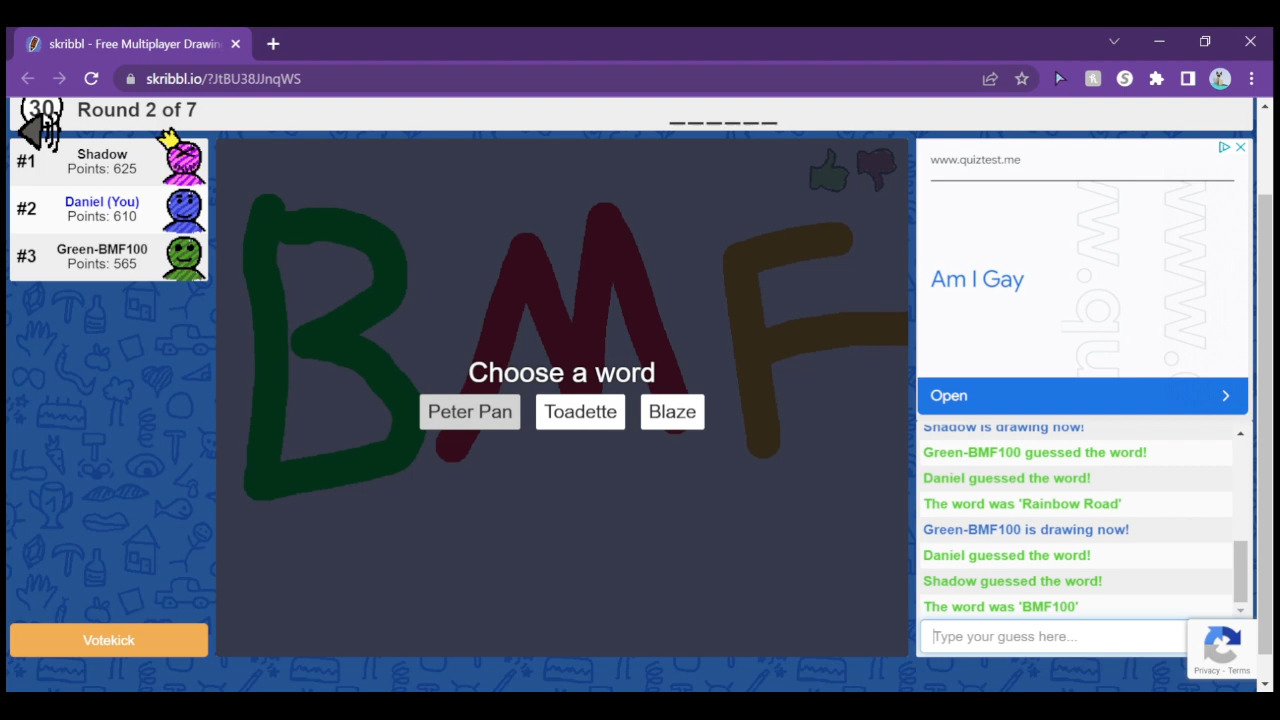 skribbl - Free Multiplayer Drawin
skribbl.io/?JtBU38JJnqWS
30
Round 2 of 7
______
#1
Shadow
Points: 625
#2
Daniel (You)
Points: 610
#3
Green-BMF100
Points: 565
BMF
Choose a word
Peter Pan
Toadette
Blaze
Votekick
www.quiztest.me
Am I Gay
Open
Shadow is drawing now!
Green-BMF100 guessed the word!
Daniel guessed the word!
The word was 'Rainbow Road'
Green-BMF100 is drawing now!
Daniel guessed the word!
Shadow guessed the word!
The word was 'BMF100'
Type your guess here...
Privacy - Terms